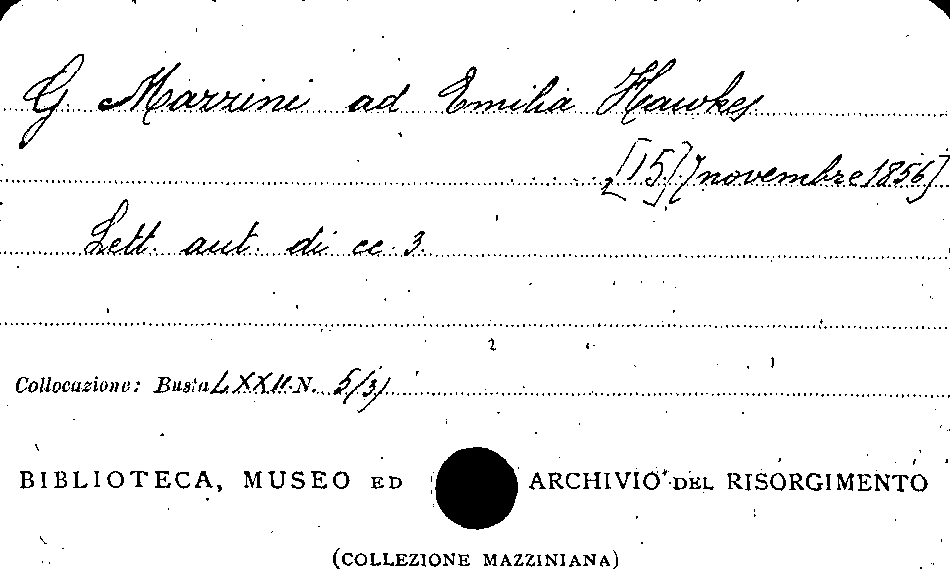 G. Mazzini ad Emilia Hawkes
[15] [novembre 1856]
Lett. aut. di cc. 3.
Collocazione: Busta LXXII N. 5/3)
BIBLIOTECA, MUSEO ED ARCHIVIO DEL RISORGIMENTO
(COLLEZIONE MAZZINIANA)